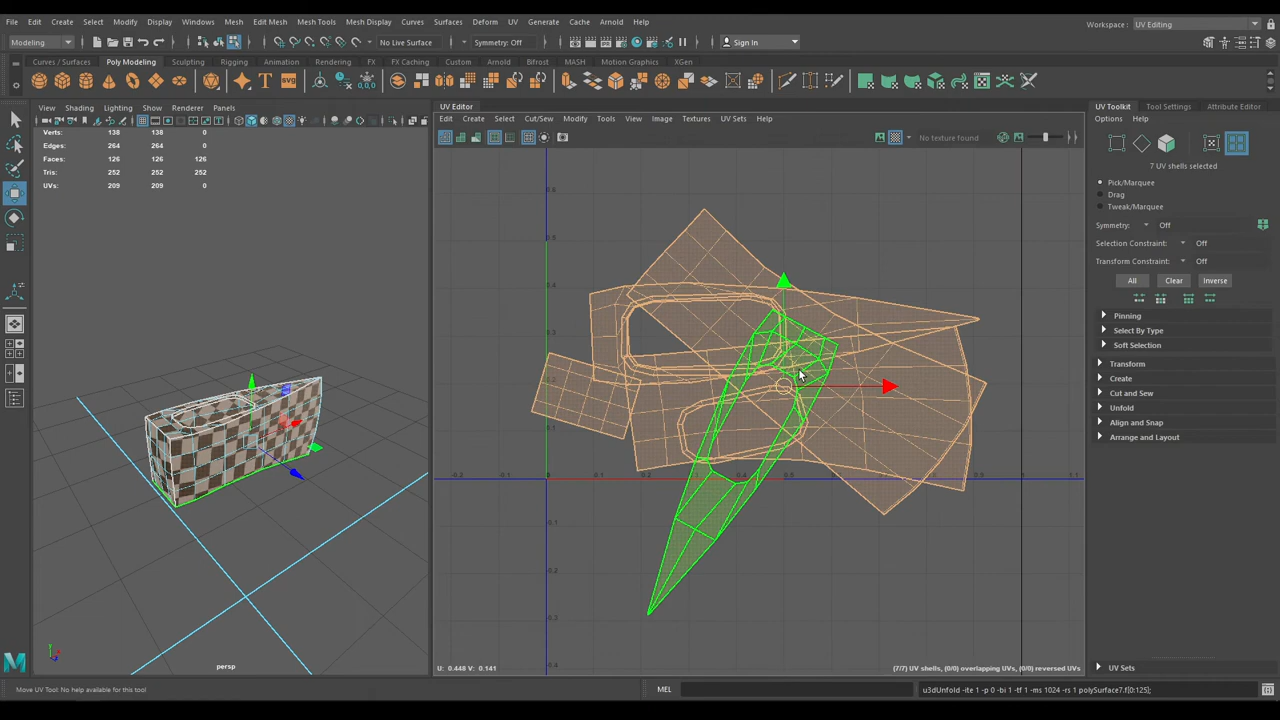 File Edit Create Select Modify Display Windows Mesh Edit Mesh Mesh Tools Mesh Display Curves Surfaces Deform UV Generate Cache Arnold Help
Workspace : UV Editing
Modeling No Live Surface Symmetry: Off Sign In
Curves / Surfaces Poly Modeling Sculpting Rigging Animation Rendering FX FX Caching Custom Arnold Bifrost MASH Motion Graphics XGen
SVG
View Shading Lighting Show Renderer Panels
Verts: 138 138 0
Edges: 264 264 0
Faces: 126 126 126
Tris: 252 252 252
UVs: 209 209 0
persp
UV Editor
Edit Create Select Cut/Sew Modify Tools View Image Textures UV Sets Help
No texture found
U: 0.448 V: 0.141
(7/7) UV shells, (0/0) overlapping UVs, (0/0) reversed UVs
UV Toolkit Tool Settings Attribute Editor
Options Help
7 UV shells selected
Pick/Marquee
Drag
Tweak/Marquee
Symmetry: Off
Selection Constraint: Off
Transform Constraint: Off
All Clear Inverse
Pinning
Select By Type
Soft Selection
Transform
Create
Cut and Sew
Unfold
Align and Snap
Arrange and Layout
UV Sets
Move UV Tool: No help available for this tool
MEL
u3dUnfold -ite 1 -p 0 -bi 1 -tf 1 -ms 1024 -rs 1 polySurface7.f[0:125];